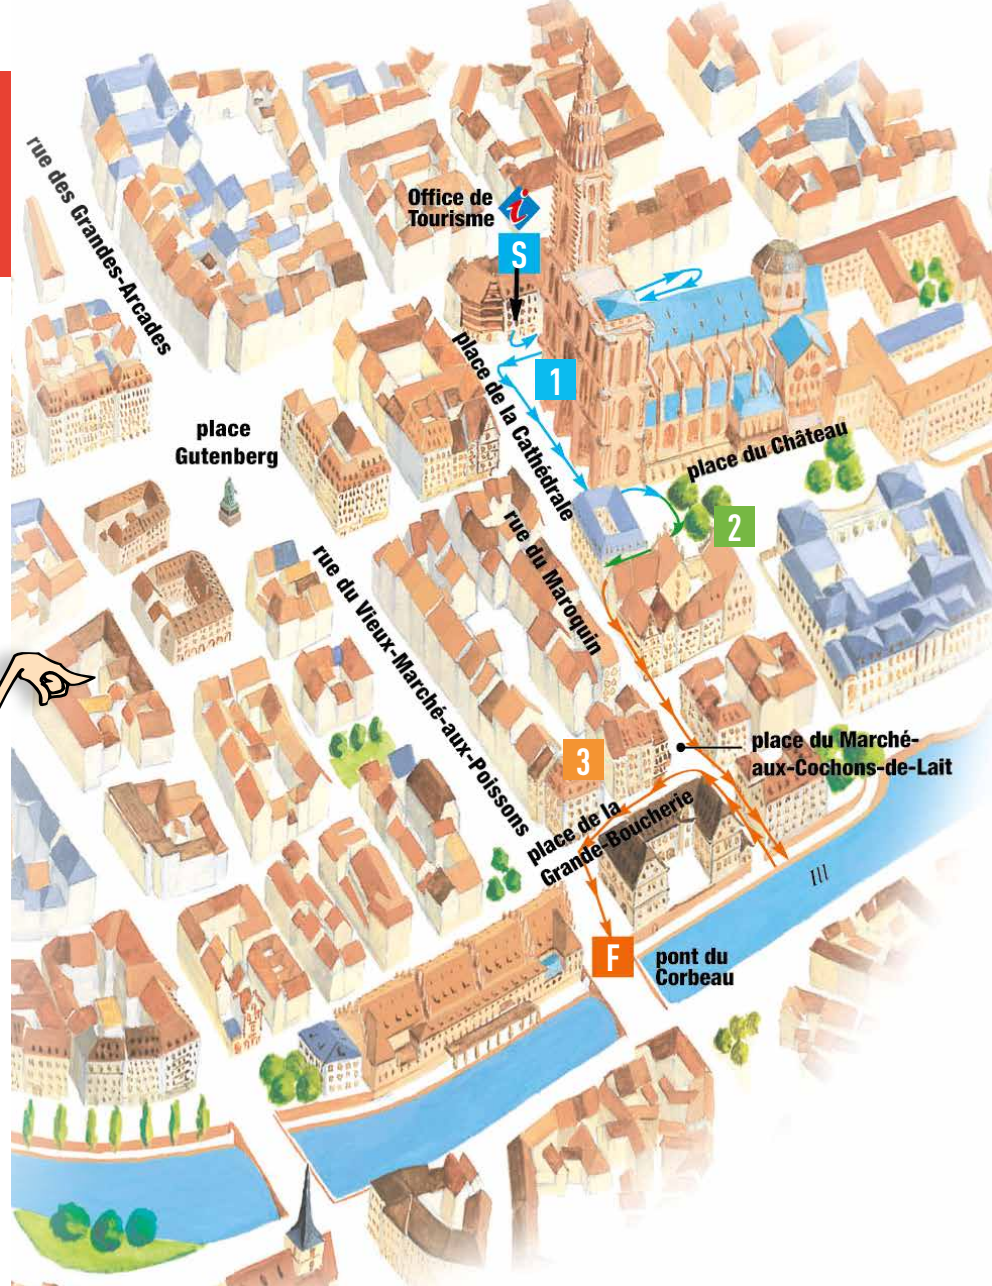 rue des Grandes-Arcades
Office de
Tourisme
i
S
place de la Cathédrale
1
place
Gutenberg
place du Château
2
rue du Maroquin
rue du Vieux-Marché-aux-Poissons
3
place du Marché-
aux-Cochons-de-Lait
place de la
Grande-Boucherie
Ill
F
pont du
Corbeau